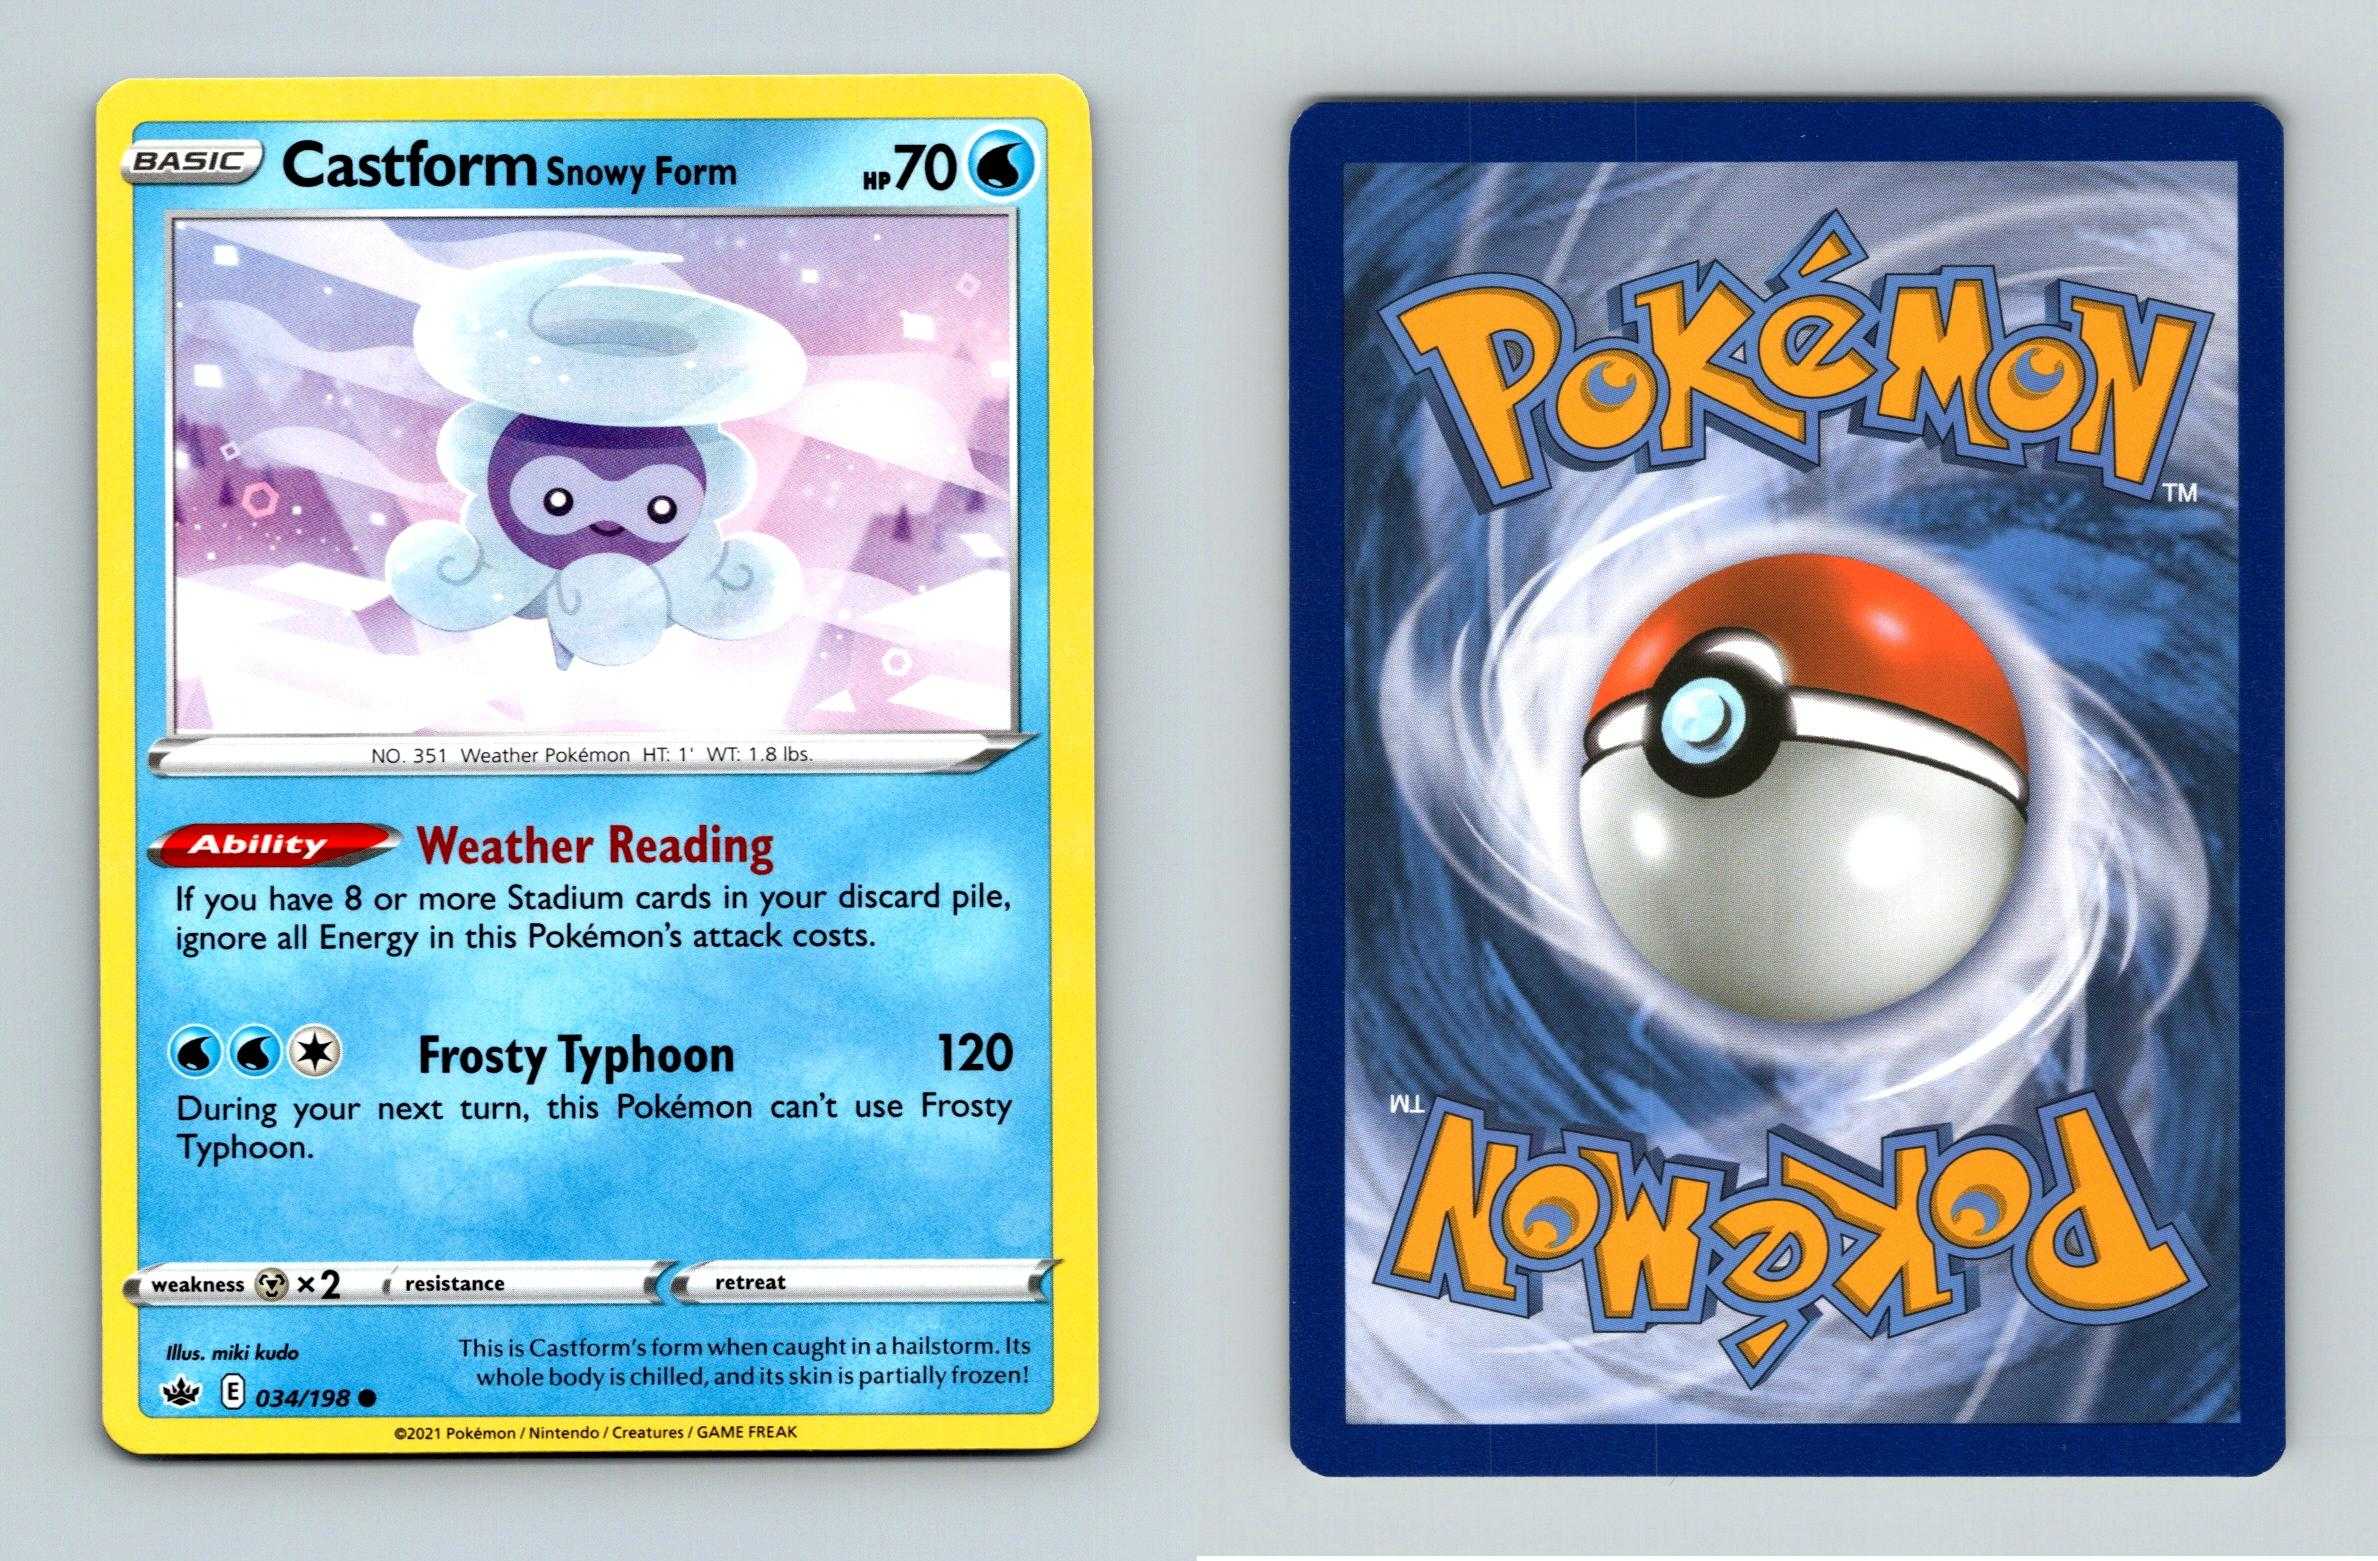 BASIC Castform Snowy Form HP 70
NO. 351 Weather Pokémon HT: 1' WT: 1.8 lbs.
Ability Weather Reading
If you have 8 or more Stadium cards in your discard pile,
ignore all Energy in this Pokémon's attack costs.
Frosty Typhoon 120
During your next turn, this Pokémon can't use Frosty
Typhoon.
weakness ×2 resistance retreat
Illus. miki kudo
This is Castform's form when caught in a hailstorm. Its
whole body is chilled, and its skin is partially frozen!
E 034/198
©2021 Pokémon / Nintendo / Creatures / GAME FREAK
POKéMON
TM
TM
POKéMON